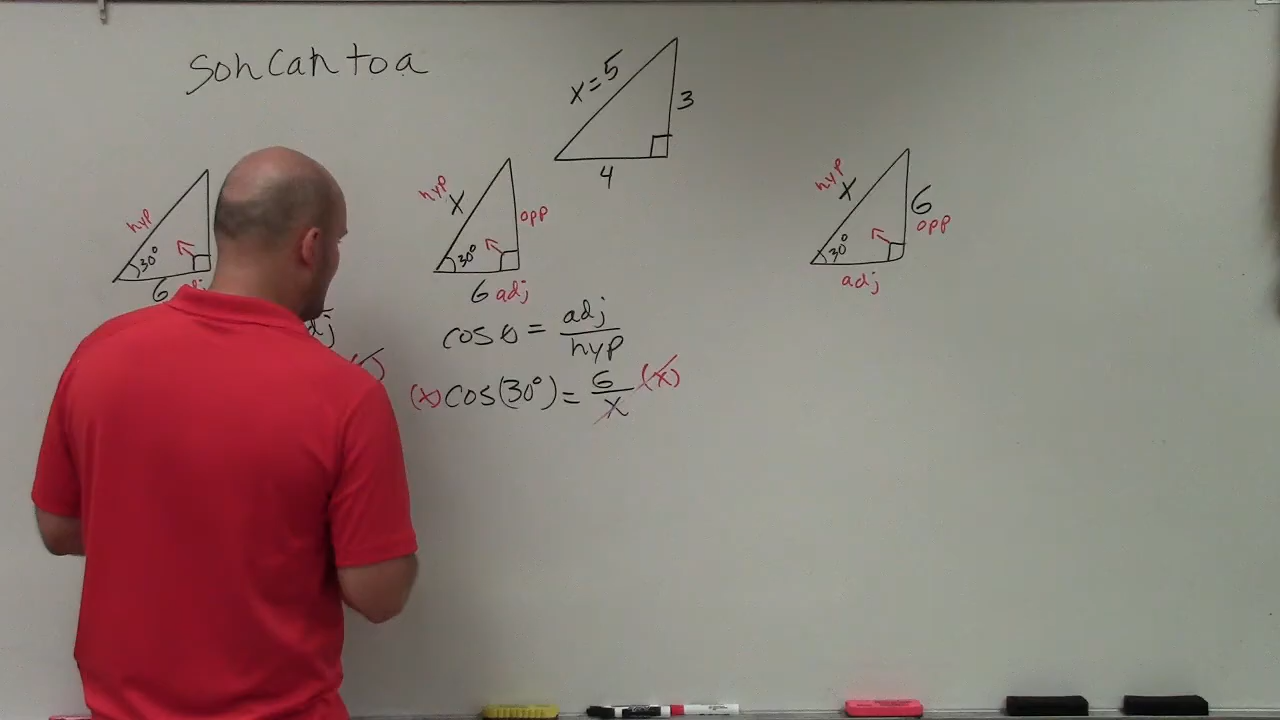 sohcahtoa
x=5
3
4
hyp
30°
6
hyp
x
opp
30°
6 adj
cosθ = adj/hyp
(x)cos(30°) = 6/x (x)
hyp
x
6
opp
30°
adj